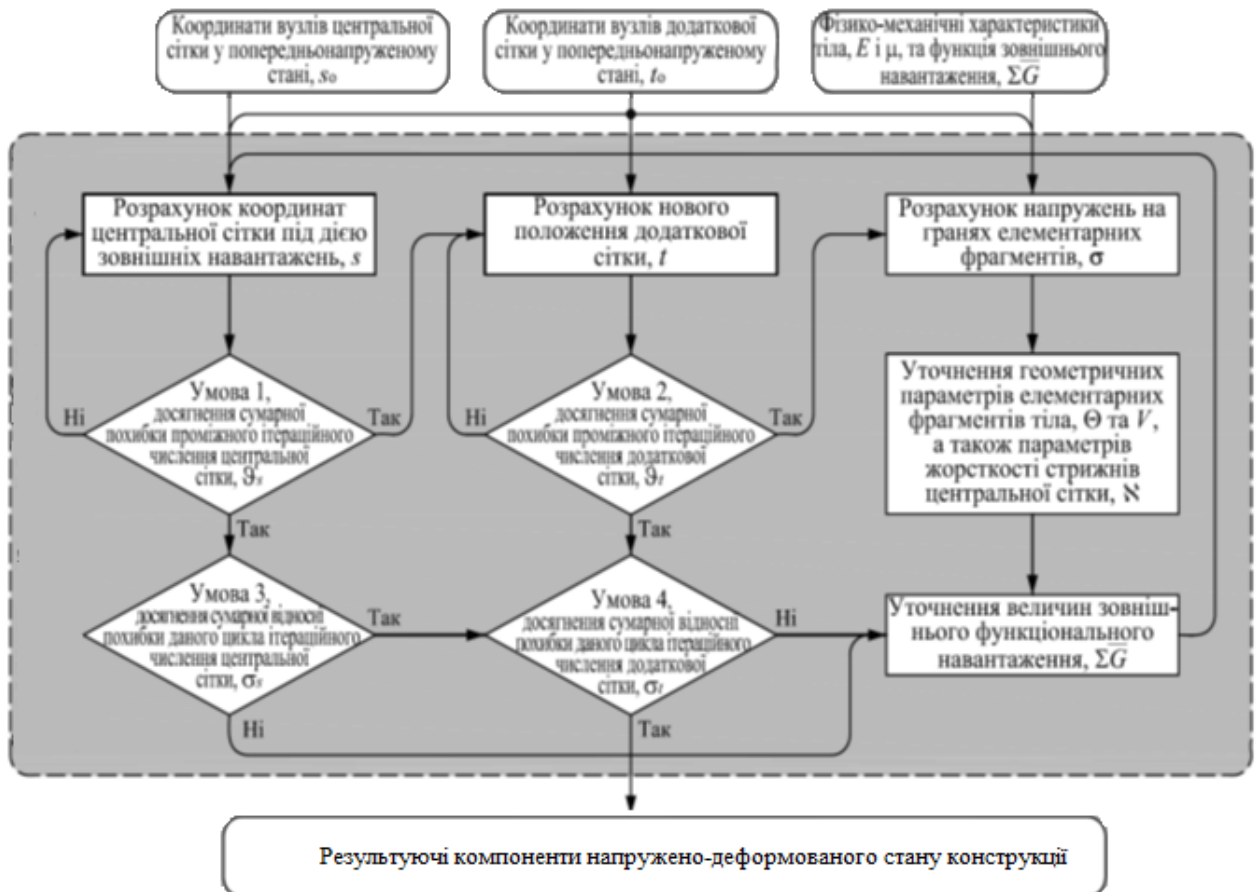 Координати вузлів центральної
сітки у попередньонапруженому
стані, s₀
Координати вузлів додаткової
сітки у попередньонапруженому
стані, t₀
Фізико-механічні характеристики
тіла, E і μ, та функція зовнішнього
навантаження, ΣG̅
Розрахунок координат
центральної сітки під дією
зовнішніх навантажень, s
Розрахунок нового
положення додаткової
сітки, t
Розрахунок напружень на
гранях елементарних
фрагментів, σ
Умова 1,
досягнення сумарної
похибки проміжного ітераційного
числення центральної
сітки, ϑs
Ні
Так
Так
Умова 2,
досягнення сумарної
похибки проміжного ітераційного
числення додаткової
сітки, ϑt
Ні
Так
Так
Уточнення геометричних
параметрів елементарних
фрагментів тіла, Θ та V,
а також параметрів
жорсткості стрижнів
центральної сітки, ℵ
Умова 3,
досягнення сумарної відносні
похибки даного цикла ітераційного
числення центральної
сітки, σs
Так
Ні
Умова 4,
досягнення сумарної відносні
похибки даного цикла ітераційного
числення додаткової
сітки, σt
Ні
Так
Уточнення величин зовніш-
нього функціонального
навантаження, ΣG̅
Результуючі компоненти напружено-деформованого стану конструкції